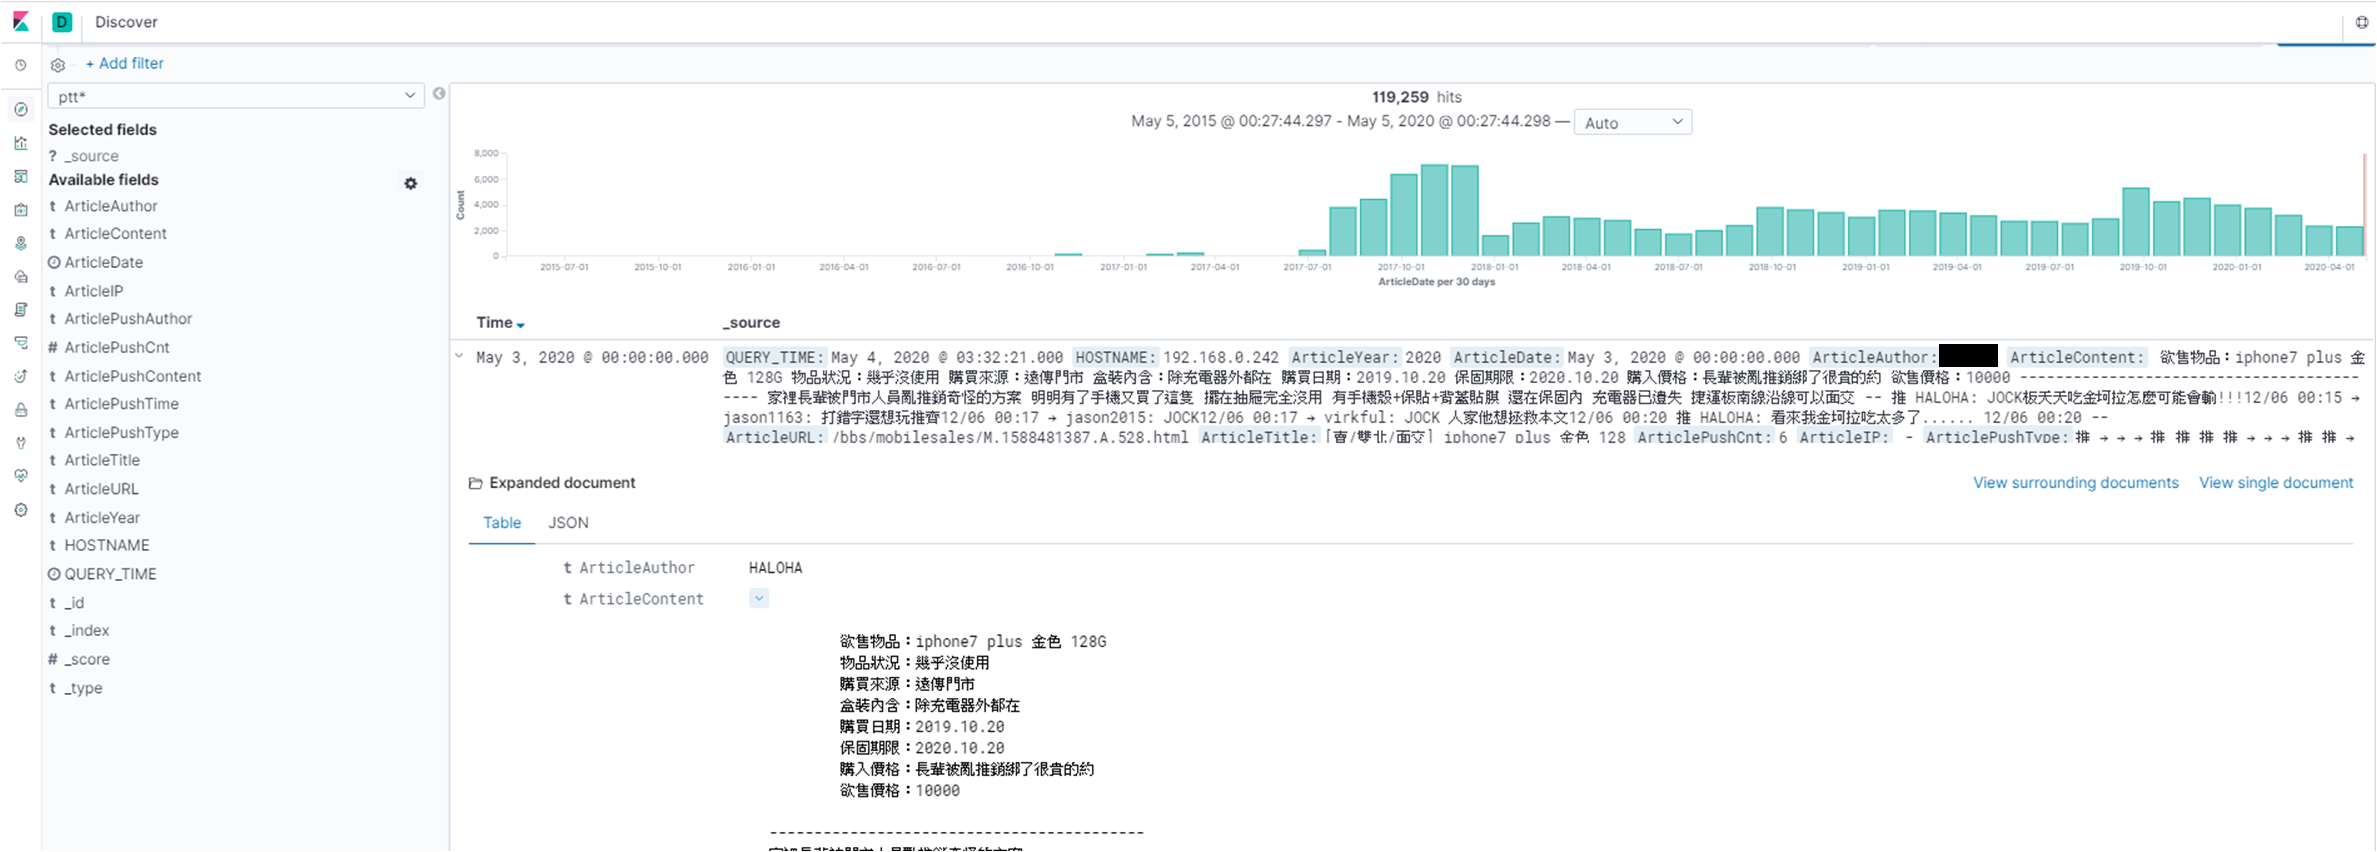 D Discover
+ Add filter
ptt*
Selected fields
? _source
Available fields
t ArticleAuthor
t ArticleContent
ArticleDate
t ArticleIP
t ArticlePushAuthor
# ArticlePushCnt
t ArticlePushContent
t ArticlePushTime
t ArticlePushType
t ArticleTitle
t ArticleURL
t ArticleYear
t HOSTNAME
QUERY_TIME
t _id
t _index
# _score
t _type
119,259 hits
May 5, 2015 @ 00:27:44.297 - May 5, 2020 @ 00:27:44.298 — Auto
Count
8,000
6,000
4,000
2,000
0
2015-07-01 2015-10-01 2016-01-01 2016-04-01 2016-07-01 2016-10-01 2017-01-01 2017-04-01 2017-07-01 2017-10-01 2018-01-01 2018-04-01 2018-07-01 2018-10-01 2019-01-01 2019-04-01 2019-07-01 2019-10-01 2020-01-01 2020-04-01
ArticleDate per 30 days
Time _source
May 3, 2020 @ 00:00:00.000 QUERY_TIME: May 4, 2020 @ 03:32:21.000 HOSTNAME: 192.168.0.242 ArticleYear: 2020 ArticleDate: May 3, 2020 @ 00:00:00.000 ArticleAuthor: ArticleContent: 欲售物品：iphone7 plus 金
色 128G 物品狀況：幾乎沒使用 購買來源：遠傳門市 盒裝內含：除充電器外都在 購買日期：2019.10.20 保固期限：2020.10.20 購入價格：長輩被亂推銷綁了很貴的約 欲售價格：10000 --------------------------------------
---- 家裡長輩被門市人員亂推銷奇怪的方案 明明有了手機又買了這隻 擺在抽屜完全沒用 有手機殼+保貼+背蓋貼膜 還在保固內 充電器已遺失 捷運板南線沿線可以面交 -- 推 HALOHA: JOCK板天天吃金坷拉怎麼可能會輸!!!12/06 00:15 →
jason1163: 打錯字還想玩推齊12/06 00:17 → jason2015: JOCK12/06 00:17 → virkful: JOCK 人家他想拯救本文12/06 00:20 推 HALOHA: 看來我金坷拉吃太多了...... 12/06 00:20 --
ArticleURL: /bbs/mobilesales/M.1588481387.A.528.html ArticleTitle: [賣/雙北/面交] iphone7 plus 金色 128 ArticlePushCnt: 6 ArticleIP: - ArticlePushType: 推 → → → 推 推 推 推 → → → 推 推 →
Expanded document View surrounding documents View single document
Table JSON
t ArticleAuthor HALOHA
t ArticleContent
欲售物品：iphone7 plus 金色 128G
物品狀況：幾乎沒使用
購買來源：遠傳門市
盒裝內含：除充電器外都在
購買日期：2019.10.20
保固期限：2020.10.20
購入價格：長輩被亂推銷綁了很貴的約
欲售價格：10000
------------------------------------------